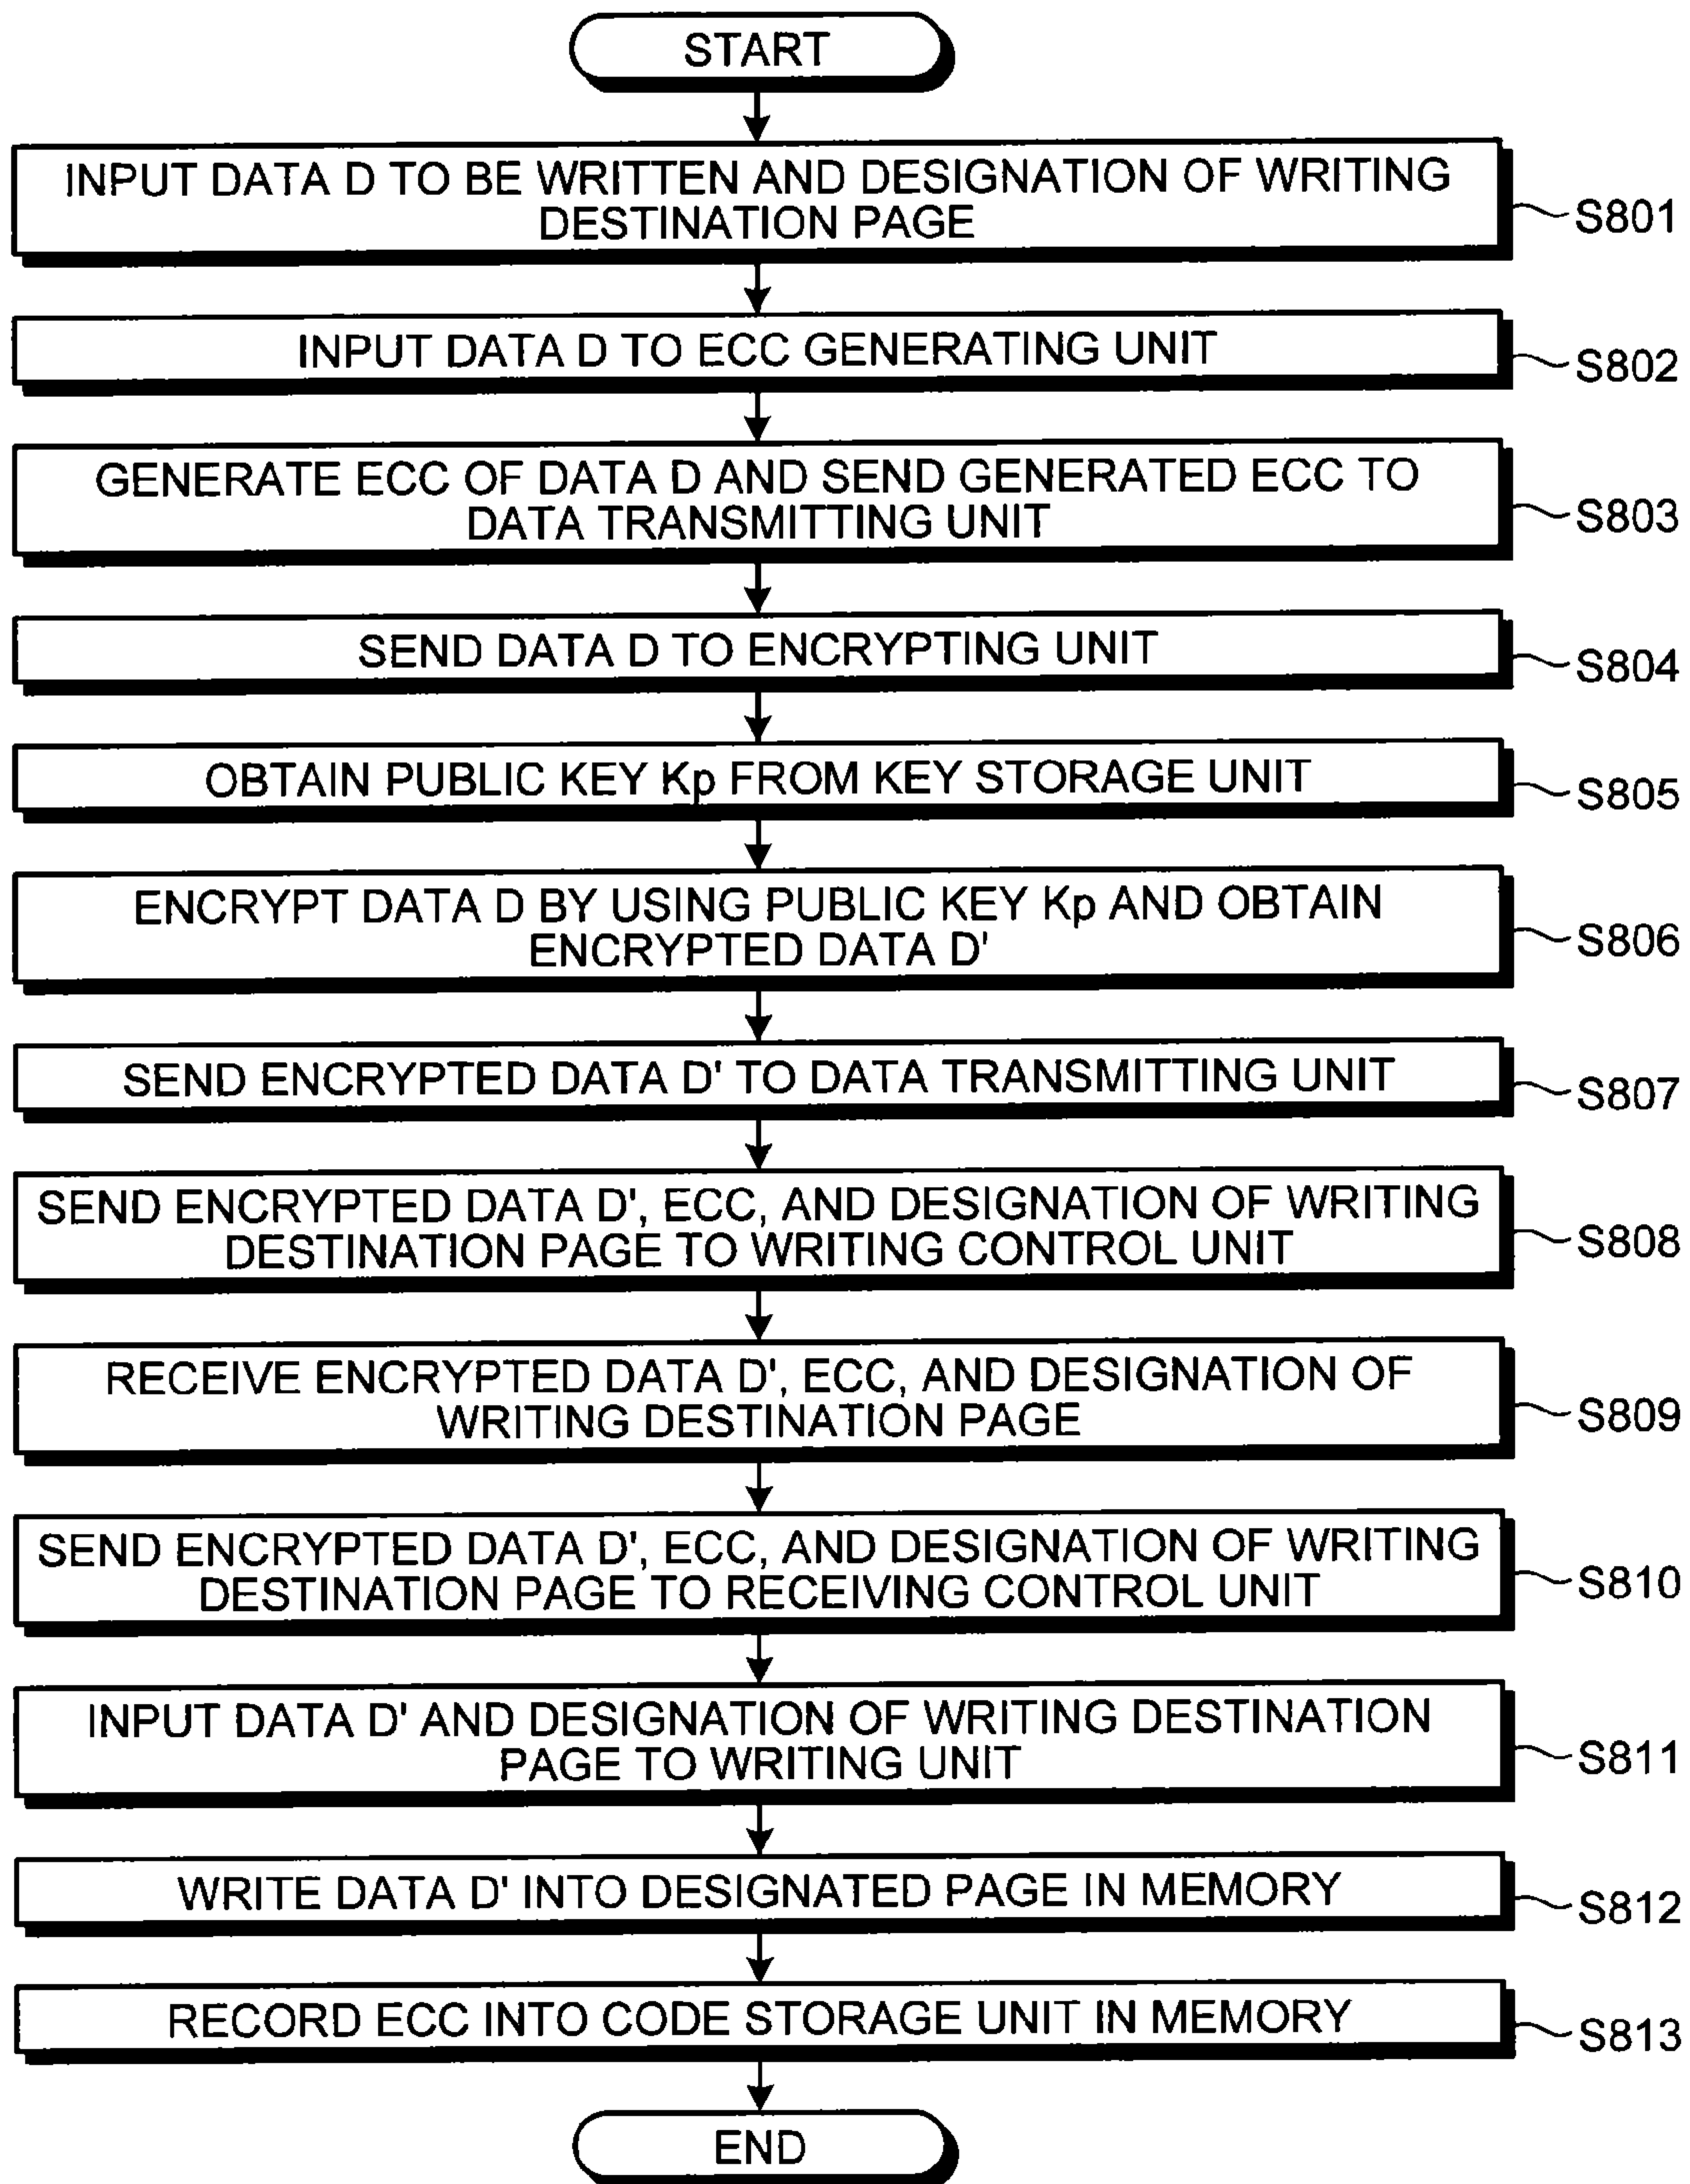 START
INPUT DATA D TO BE WRITTEN AND DESIGNATION OF WRITING
DESTINATION PAGE
S801
INPUT DATA D TO ECC GENERATING UNIT
S802
GENERATE ECC OF DATA D AND SEND GENERATED ECC TO
DATA TRANSMITTING UNIT
S803
SEND DATA D TO ENCRYPTING UNIT
S804
OBTAIN PUBLIC KEY Kp FROM KEY STORAGE UNIT
S805
ENCRYPT DATA D BY USING PUBLIC KEY Kp AND OBTAIN
ENCRYPTED DATA D'
S806
SEND ENCRYPTED DATA D' TO DATA TRANSMITTING UNIT
S807
SEND ENCRYPTED DATA D', ECC, AND DESIGNATION OF WRITING
DESTINATION PAGE TO WRITING CONTROL UNIT
S808
RECEIVE ENCRYPTED DATA D', ECC, AND DESIGNATION OF
WRITING DESTINATION PAGE
S809
SEND ENCRYPTED DATA D', ECC, AND DESIGNATION OF WRITING
DESTINATION PAGE TO RECEIVING CONTROL UNIT
S810
INPUT DATA D' AND DESIGNATION OF WRITING DESTINATION
PAGE TO WRITING UNIT
S811
WRITE DATA D' INTO DESIGNATED PAGE IN MEMORY
S812
RECORD ECC INTO CODE STORAGE UNIT IN MEMORY
S813
END